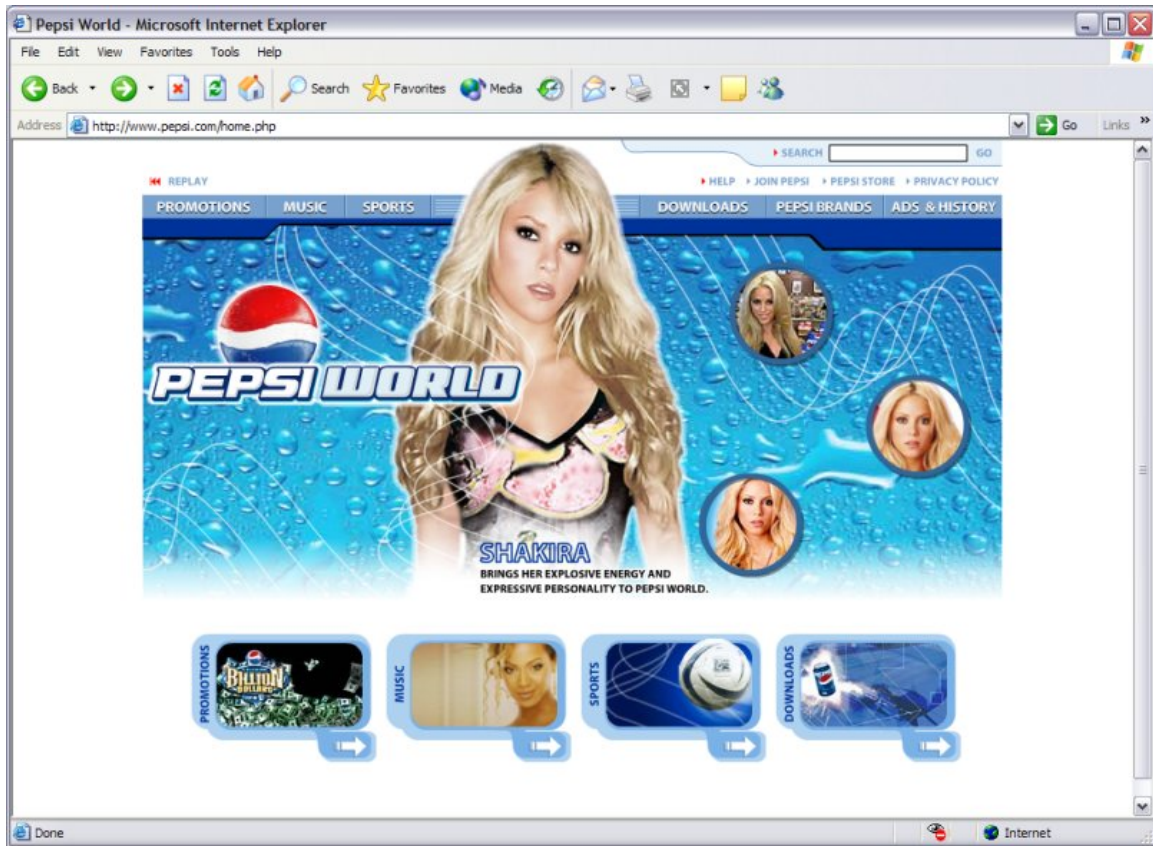 Pepsi World - Microsoft Internet Explorer
File Edit View Favorites Tools Help
Back Search Favorites Media
Address http://www.pepsi.com/home.php Go Links »
SEARCH GO
REPLAY HELP JOIN PEPSI PEPSI STORE PRIVACY POLICY
PROMOTIONS MUSIC SPORTS DOWNLOADS PEPSI BRANDS ADS & HISTORY
PEPSI WORLD
SHAKIRA
BRINGS HER EXPLOSIVE ENERGY AND
EXPRESSIVE PERSONALITY TO PEPSI WORLD.
PROMOTIONS
BILLION
DOLLARS
MUSIC
SPORTS
DOWNLOADS
Done Internet